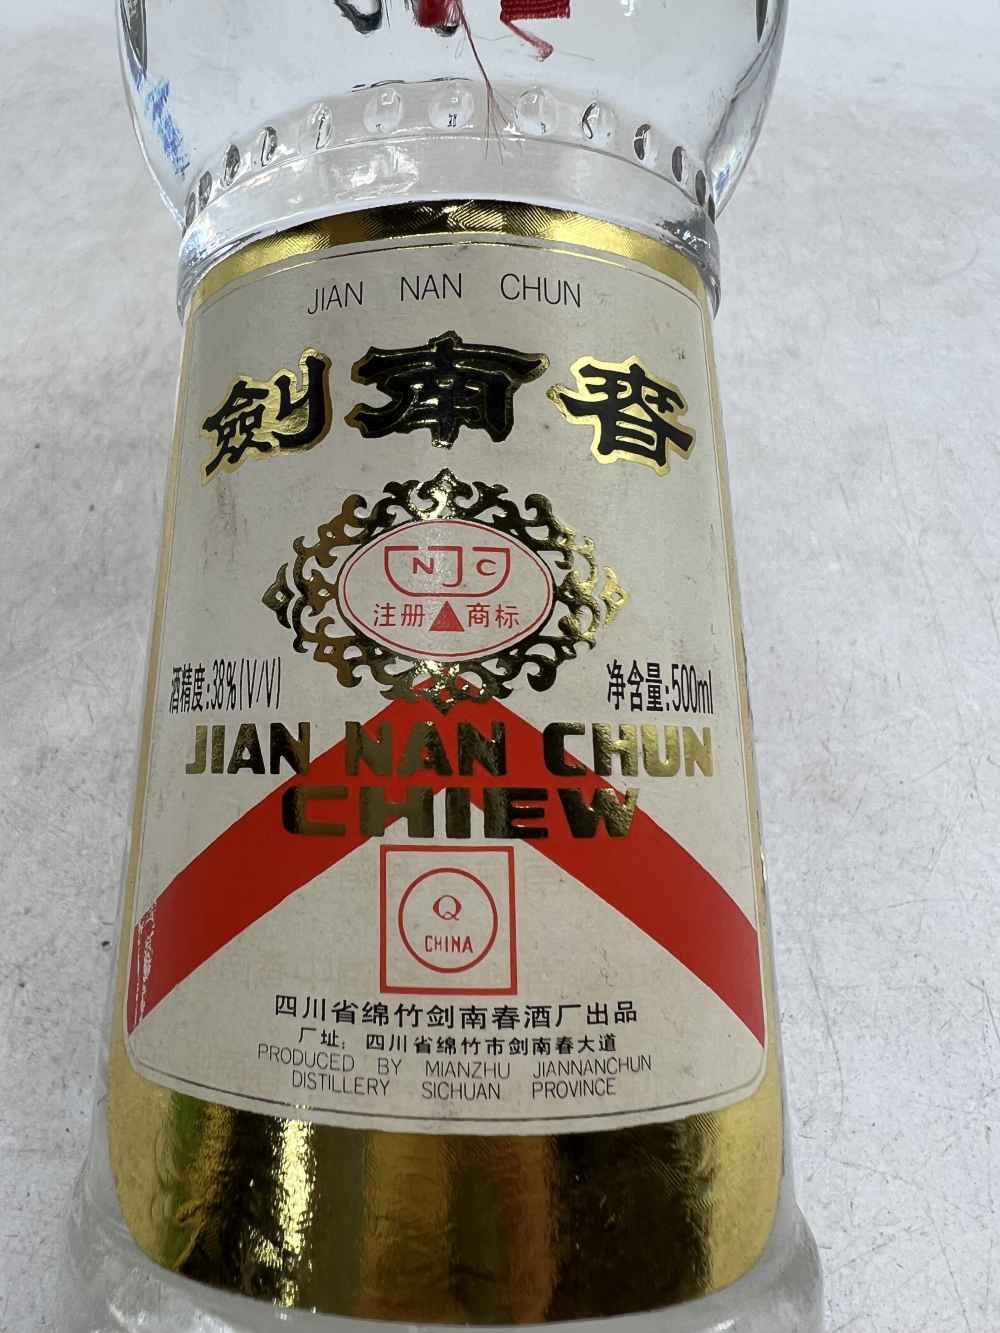 JIAN NAN CHUN
劍南春
NJC
注册 商标
酒精度:38%(V/V) 净含量:500ml
JIAN NAN CHUN
CHIEW
Q
CHINA
四川省绵竹剑南春酒厂出品
厂址: 四川省绵竹市剑南春大道
PRODUCED BY MIANZHU JIANNANCHUN
DISTILLERY SICHUAN PROVINCE